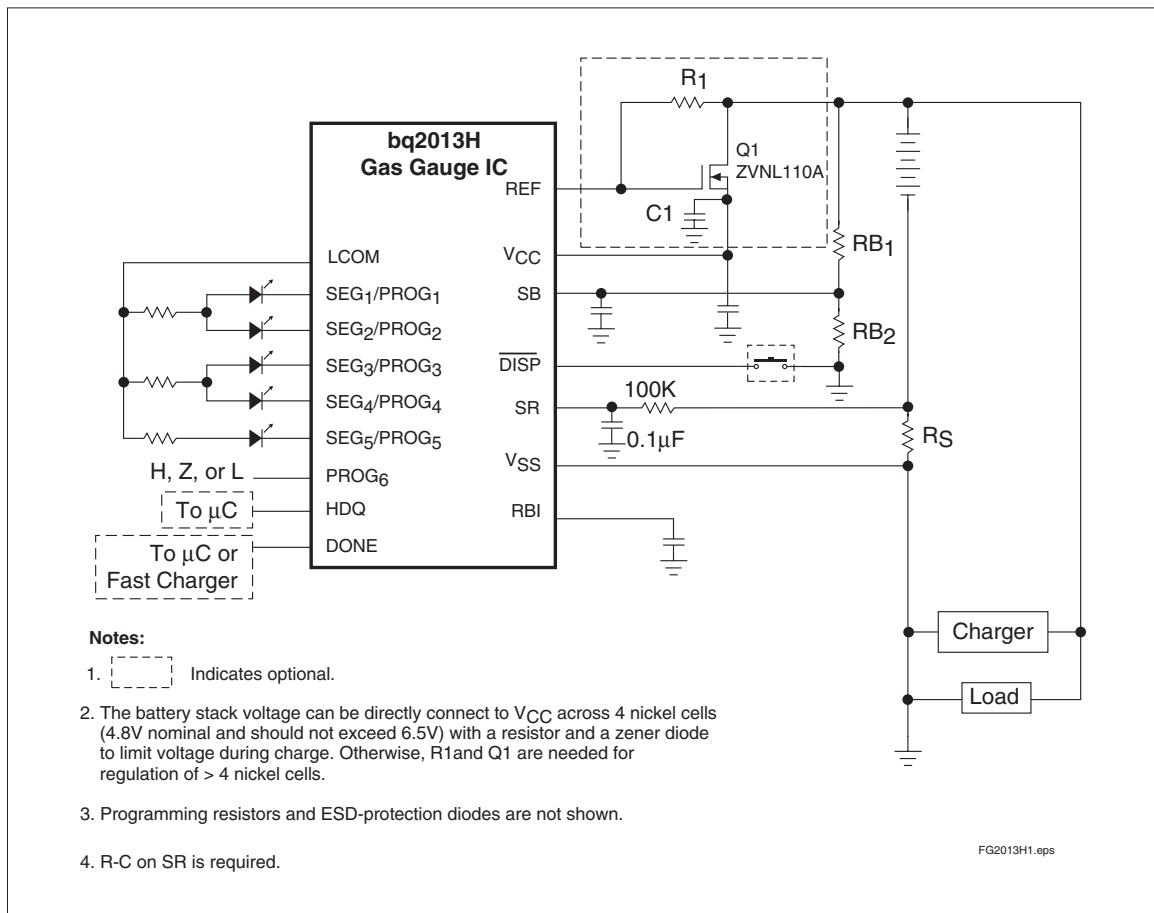 bq2013H
Gas Gauge IC
R1
Q1
ZVNL110A
REF
C1
VCC
RB1
LCOM
SB
SEG1/PROG1
SEG2/PROG2
RB2
SEG3/PROG3
DISP
SEG4/PROG4
100K
SR
SEG5/PROG5
0.1µF
RS
VSS
H, Z, or L
PROG6
To µC
HDQ
RBI
DONE
To µC or
Fast Charger
Charger
Load
Notes:
1. Indicates optional.
2. The battery stack voltage can be directly connect to VCC across 4 nickel cells
(4.8V nominal and should not exceed 6.5V) with a resistor and a zener diode
to limit voltage during charge. Otherwise, R1and Q1 are needed for
regulation of > 4 nickel cells.
3. Programming resistors and ESD-protection diodes are not shown.
4. R-C on SR is required.
FG2013H1.eps